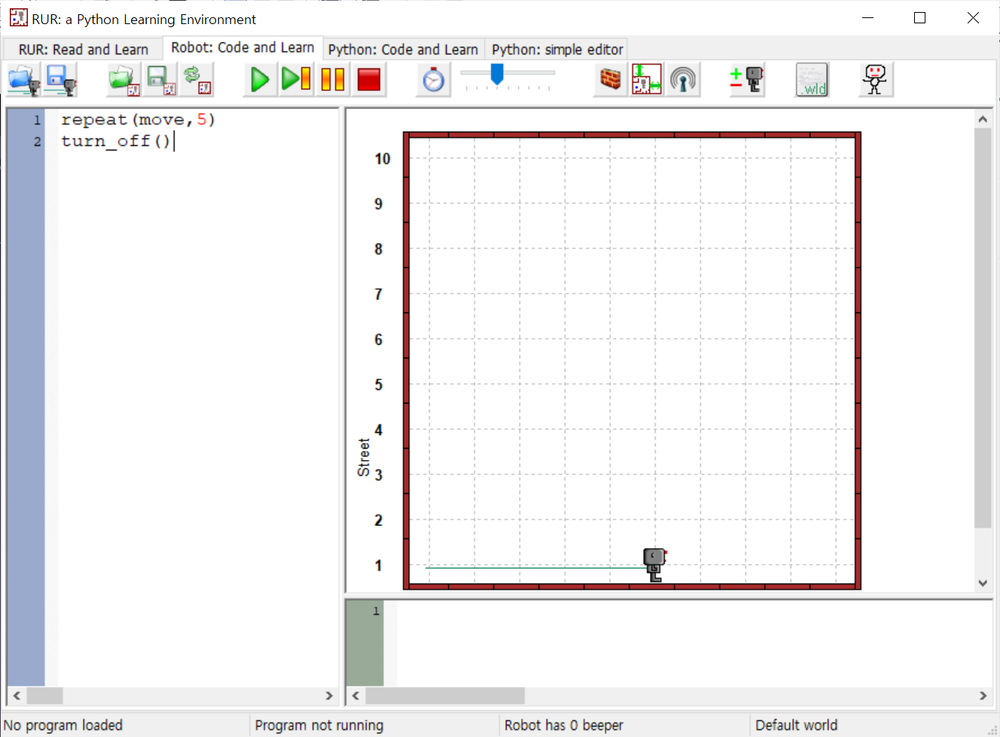 RUR: a Python Learning Environment
RUR: Read and Learn
Robot: Code and Learn
Python: Code and Learn
Python: simple editor
.wld
1 repeat(move,5)
2 turn_off()
10
9
8
7
6
5
4
Street
3
2
1
1
No program loaded
Program not running
Robot has 0 beeper
Default world